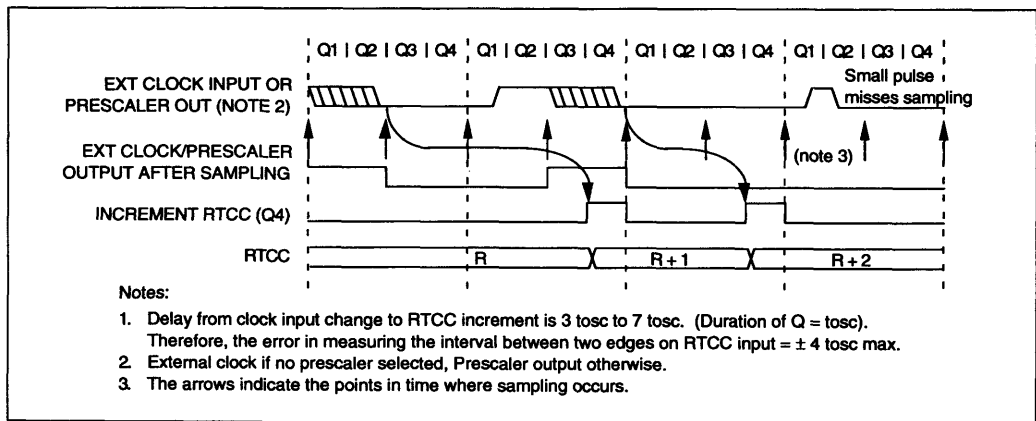 Q1 | Q2 | Q3 | Q4 Q1 | Q2 | Q3 | Q4 Q1 | Q2 | Q3 | Q4 Q1 | Q2 | Q3 | Q4
EXT CLOCK INPUT OR
PRESCALER OUT (NOTE 2)
Small pulse
misses sampling
EXT CLOCK/PRESCALER
OUTPUT AFTER SAMPLING
(note 3)
INCREMENT RTCC (Q4)
RTCC R R + 1 R + 2
Notes:
1. Delay from clock input change to RTCC increment is 3 tosc to 7 tosc. (Duration of Q = tosc).
Therefore, the error in measuring the interval between two edges on RTCC input = ± 4 tosc max.
2. External clock if no prescaler selected, Prescaler output otherwise.
3. The arrows indicate the points in time where sampling occurs.